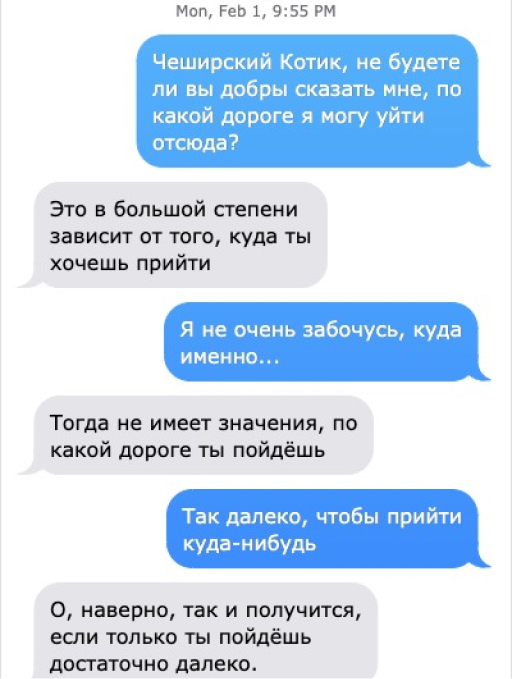 Mon, Feb 1, 9:55 PM
Чеширский Котик, не будете
ли вы добры сказать мне, по
какой дороге я могу уйти
отсюда?
Это в большой степени
зависит от того, куда ты
хочешь прийти
Я не очень забочусь, куда
именно...
Тогда не имеет значения, по
какой дороге ты пойдёшь
Так далеко, чтобы прийти
куда-нибудь
О, наверно, так и получится,
если только ты пойдёшь
достаточно далеко.